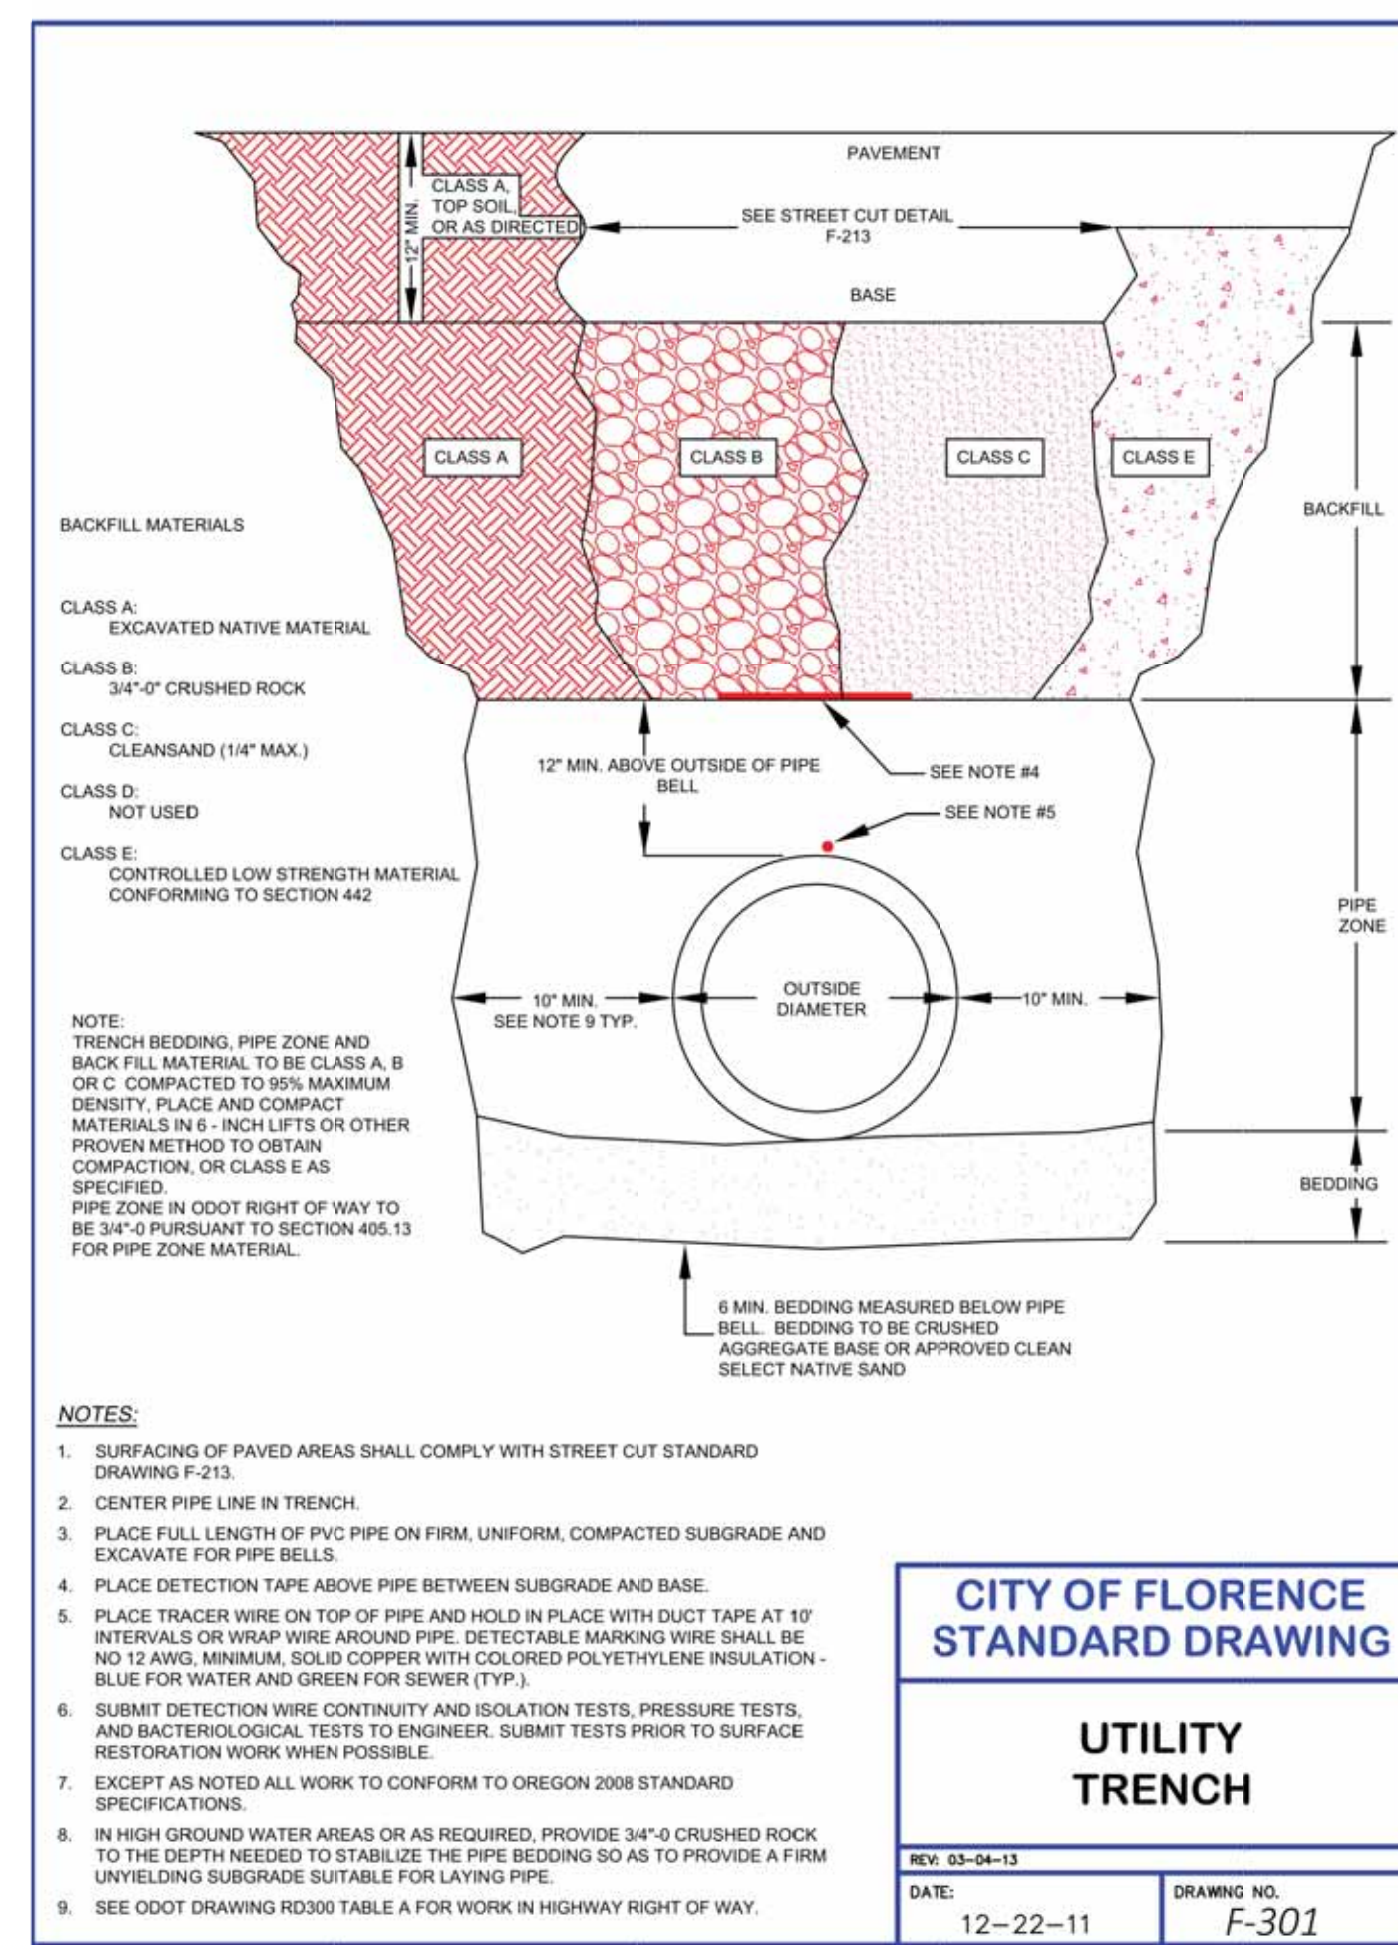 PAVEMENT
12" MIN.
CLASS A,
TOP SOIL,
OR AS DIRECTED
SEE STREET CUT DETAIL
F-213
BASE
CLASS A
CLASS B
CLASS C
CLASS E
BACKFILL
BACKFILL MATERIALS
CLASS A:
EXCAVATED NATIVE MATERIAL
CLASS B:
3/4"-0" CRUSHED ROCK
CLASS C:
CLEANSAND (1/4" MAX.)
CLASS D:
NOT USED
CLASS E:
CONTROLLED LOW STRENGTH MATERIAL
CONFORMING TO SECTION 442
12" MIN. ABOVE OUTSIDE OF PIPE
BELL
SEE NOTE #4
SEE NOTE #5
PIPE
ZONE
10" MIN.
SEE NOTE 9 TYP.
OUTSIDE
DIAMETER
10" MIN.
NOTE:
TRENCH BEDDING, PIPE ZONE AND
BACK FILL MATERIAL TO BE CLASS A, B
OR C COMPACTED TO 95% MAXIMUM
DENSITY, PLACE AND COMPACT
MATERIALS IN 6 - INCH LIFTS OR OTHER
PROVEN METHOD TO OBTAIN
COMPACTION, OR CLASS E AS
SPECIFIED.
PIPE ZONE IN ODOT RIGHT OF WAY TO
BE 3/4"-0 PURSUANT TO SECTION 405.13
FOR PIPE ZONE MATERIAL.
BEDDING
6 MIN. BEDDING MEASURED BELOW PIPE
BELL. BEDDING TO BE CRUSHED
AGGREGATE BASE OR APPROVED CLEAN
SELECT NATIVE SAND
NOTES:
1. SURFACING OF PAVED AREAS SHALL COMPLY WITH STREET CUT STANDARD
DRAWING F-213.
2. CENTER PIPE LINE IN TRENCH.
3. PLACE FULL LENGTH OF PVC PIPE ON FIRM, UNIFORM, COMPACTED SUBGRADE AND
EXCAVATE FOR PIPE BELLS.
4. PLACE DETECTION TAPE ABOVE PIPE BETWEEN SUBGRADE AND BASE.
5. PLACE TRACER WIRE ON TOP OF PIPE AND HOLD IN PLACE WITH DUCT TAPE AT 10'
INTERVALS OR WRAP WIRE AROUND PIPE. DETECTABLE MARKING WIRE SHALL BE
NO 12 AWG, MINIMUM, SOLID COPPER WITH COLORED POLYETHYLENE INSULATION -
BLUE FOR WATER AND GREEN FOR SEWER (TYP.).
6. SUBMIT DETECTION WIRE CONTINUITY AND ISOLATION TESTS, PRESSURE TESTS,
AND BACTERIOLOGICAL TESTS TO ENGINEER. SUBMIT TESTS PRIOR TO SURFACE
RESTORATION WORK WHEN POSSIBLE.
7. EXCEPT AS NOTED ALL WORK TO CONFORM TO OREGON 2008 STANDARD
SPECIFICATIONS.
8. IN HIGH GROUND WATER AREAS OR AS REQUIRED, PROVIDE 3/4"-0 CRUSHED ROCK
TO THE DEPTH NEEDED TO STABILIZE THE PIPE BEDDING SO AS TO PROVIDE A FIRM
UNYIELDING SUBGRADE SUITABLE FOR LAYING PIPE.
9. SEE ODOT DRAWING RD300 TABLE A FOR WORK IN HIGHWAY RIGHT OF WAY.
CITY OF FLORENCE
STANDARD DRAWING
UTILITY
TRENCH
REV: 03-04-13
DATE:
12-22-11
DRAWING NO.
F-301